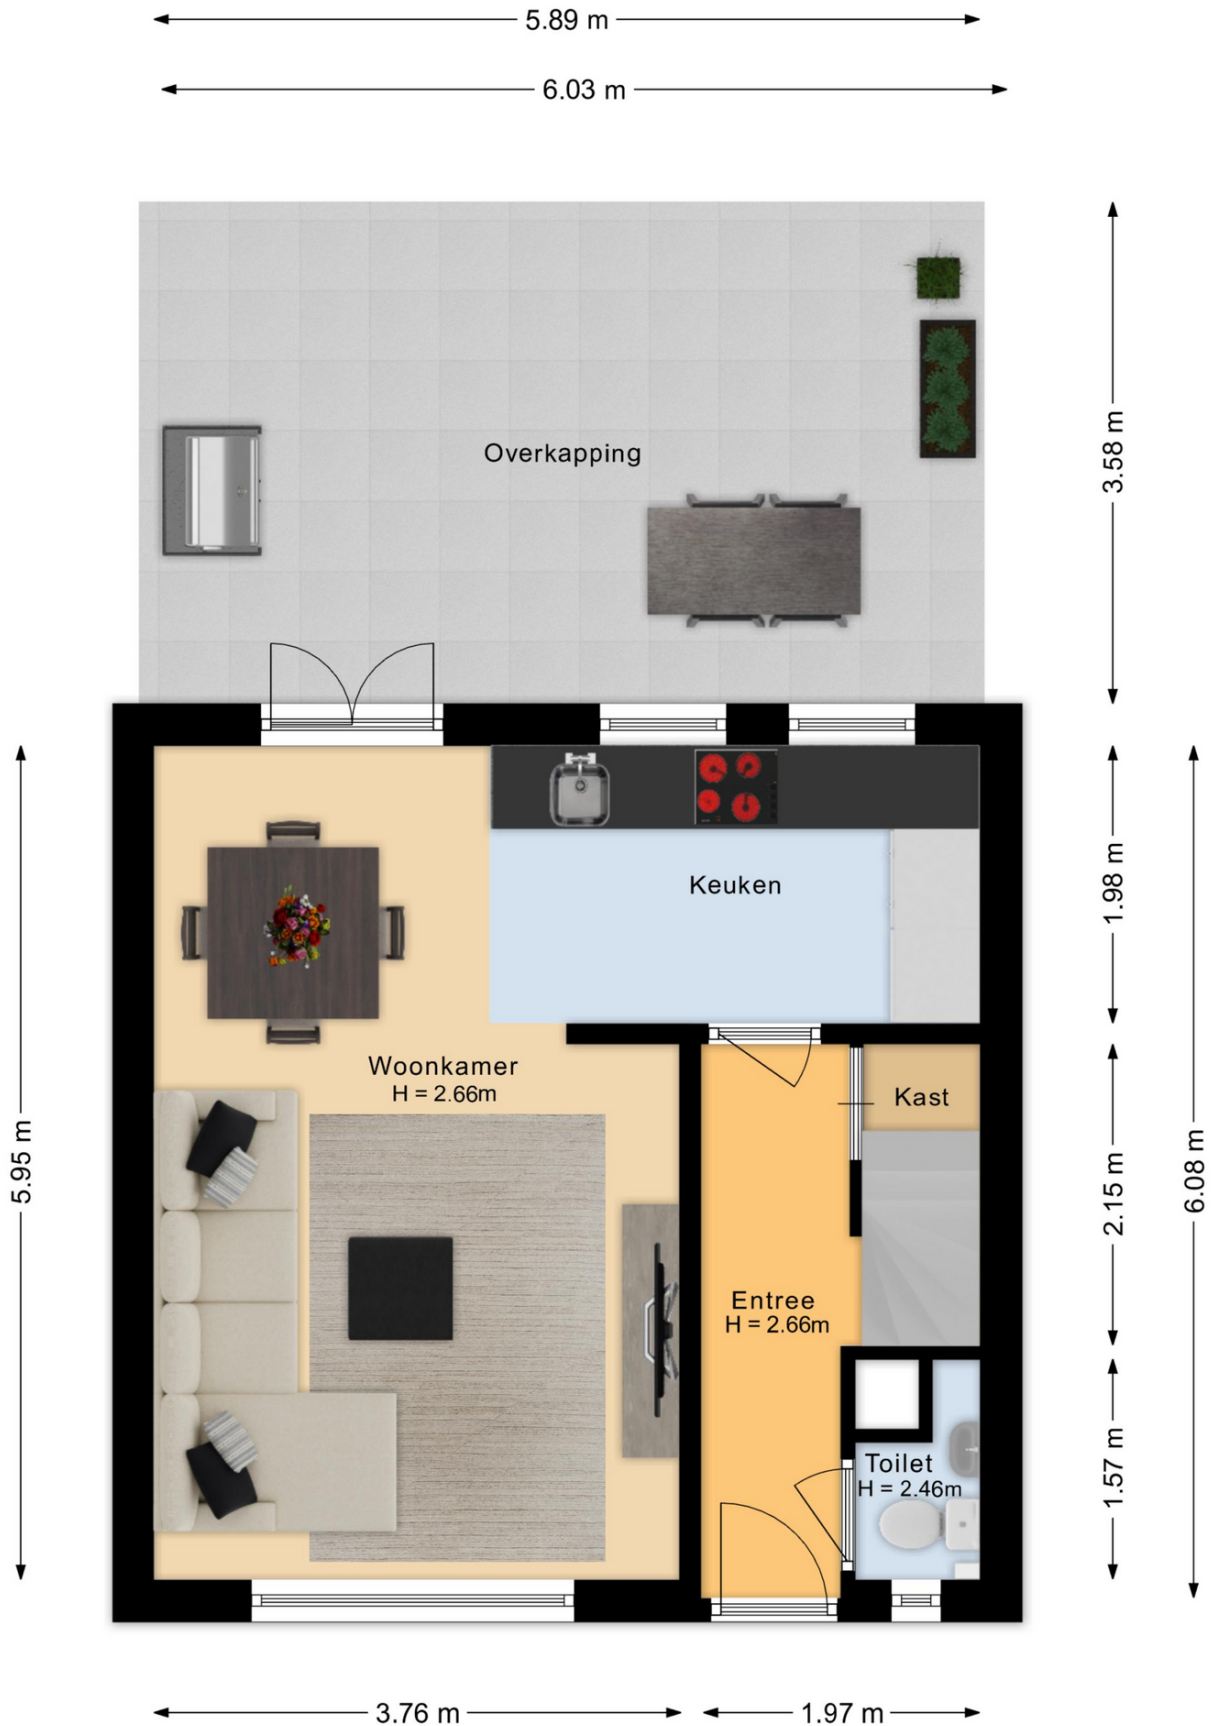 5.89 m
6.03 m
Overkapping
3.58 m
Keuken
1.98 m
Woonkamer
H = 2.66m
Kast
5.95 m
2.15 m
6.08 m
Entree
H = 2.66m
Toilet
H = 2.46m
1.57 m
3.76 m
1.97 m